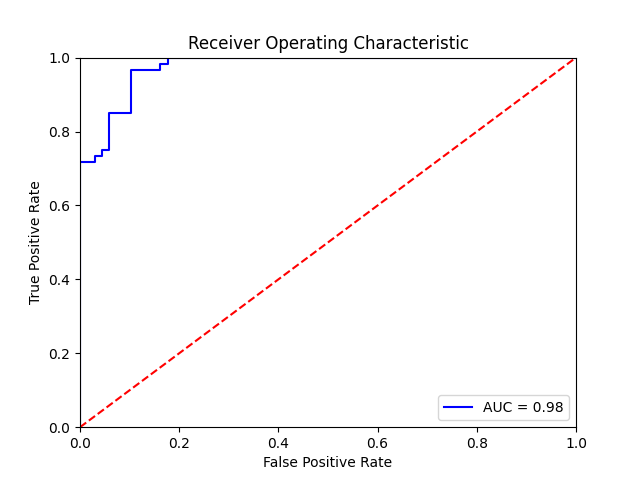 Receiver Operating Characteristic
1.0
0.8
0.6
0.4
0.2
0.0
True Positive Rate
AUC = 0.98
0.0 0.2 0.4 0.6 0.8 1.0
False Positive Rate